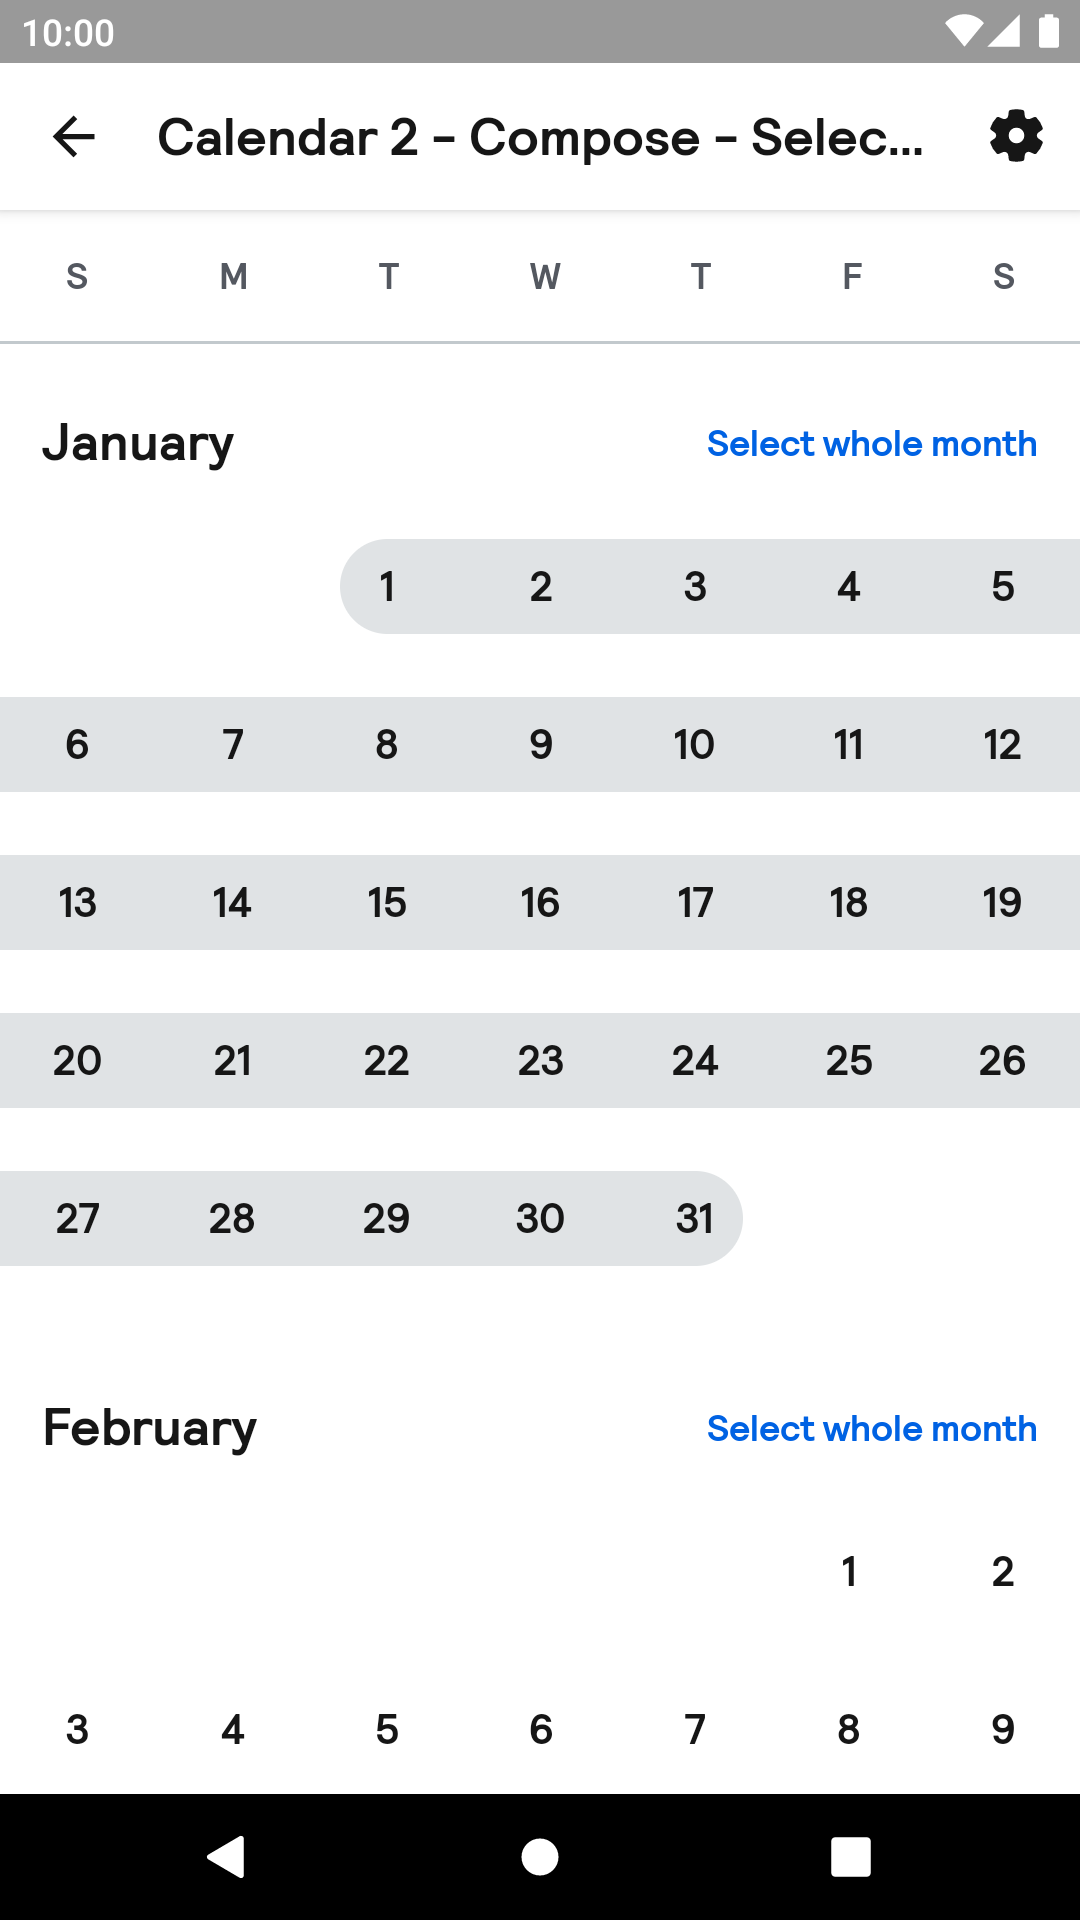 10:00
Calendar 2 – Compose – Selec...
S M T W T F S
January Select whole month
1 2 3 4 5
6 7 8 9 10 11 12
13 14 15 16 17 18 19
20 21 22 23 24 25 26
27 28 29 30 31
February Select whole month
1 2
3 4 5 6 7 8 9